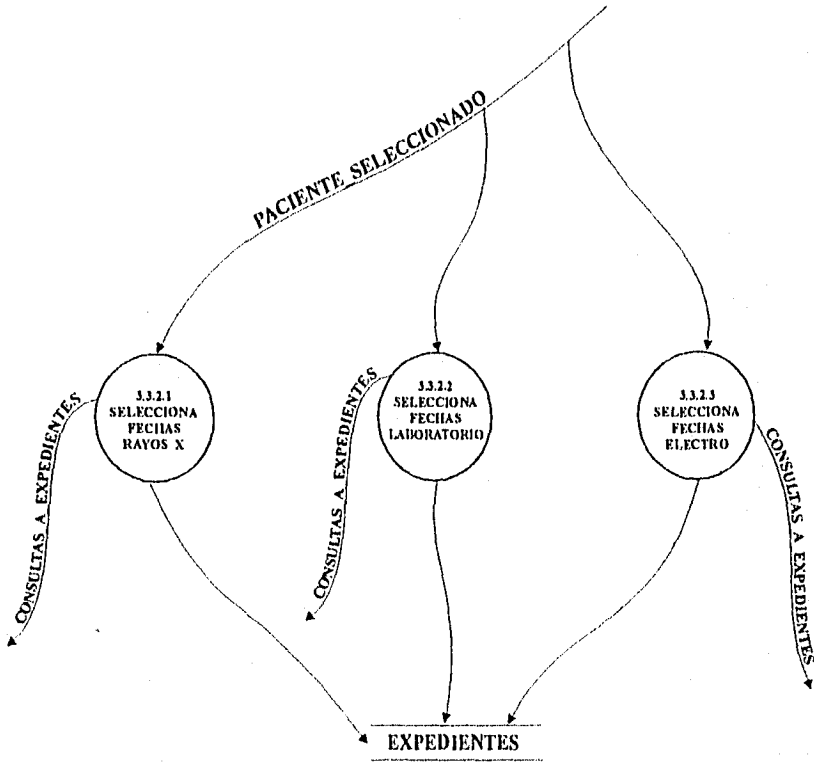 PACIENTE SELECCIONADO
3.3.2.1
SELECCIONA
FECHAS
RAYOS X
CONSULTAS A EXPEDIENTES
3.3.2.2
SELECCIONA
FECHAS
LABORATORIO
CONSULTAS A EXPEDIENTES
3.3.2.3
SELECCIONA
FECHAS
ELECTRO
CONSULTAS A EXPEDIENTES
EXPEDIENTES